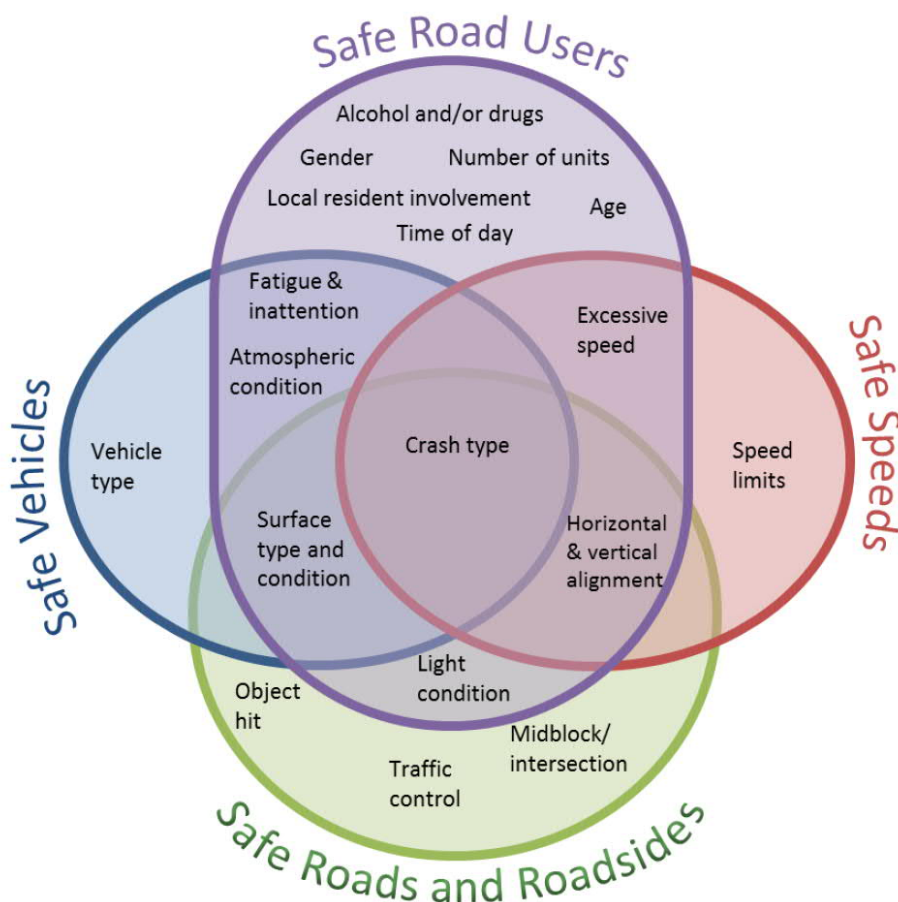 Safe Road Users
Alcohol and/or drugs
Gender
Number of units
Local resident involvement
Age
Time of day
Fatigue &
inattention
Excessive
speed
Atmospheric
condition
Safe Vehicles
Safe Speeds
Vehicle
type
Crash type
Speed
limits
Surface
type and
condition
Horizontal
& vertical
alignment
Light
condition
Object
hit
Midblock/
intersection
Traffic
control
Safe Roads and Roadsides